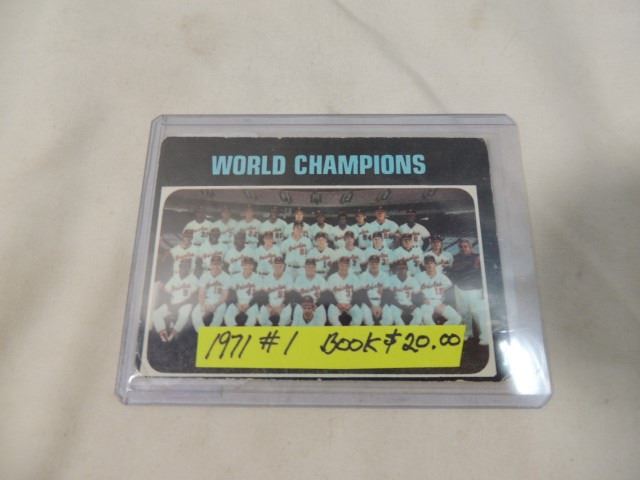 WORLD CHAMPIONS
1971 #1 BOOK $20.00